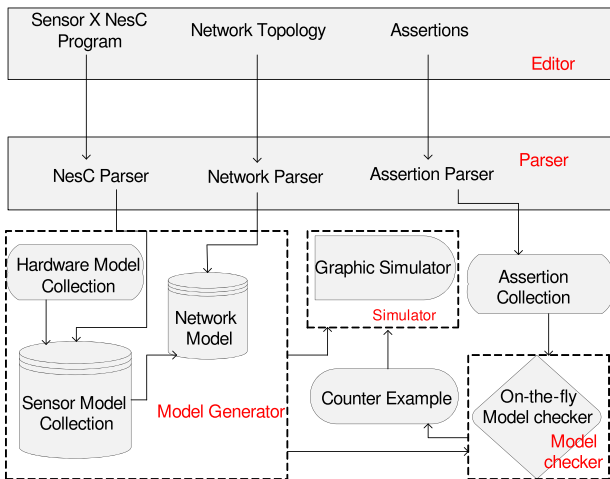 Sensor X NesC
Program
Network Topology
Assertions
Editor
Parser
NesC Parser
Network Parser
Assertion Parser
Hardware Model
Collection
Network
Model
Sensor Model
Collection
Model Generator
Graphic Simulator
Simulator
Counter Example
Assertion
Collection
On-the-fly
Model checker
Model
checker